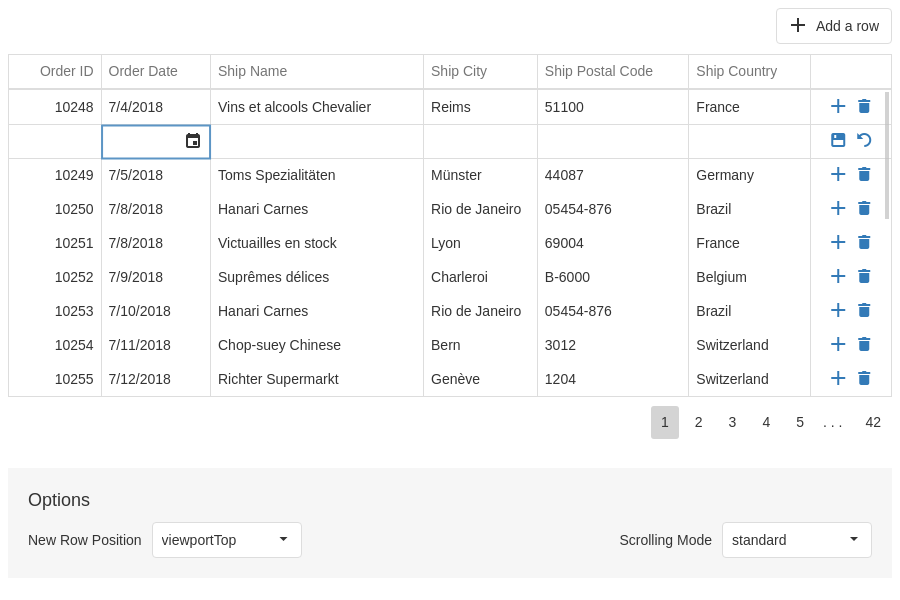 Add a row
Order ID Order Date Ship Name Ship City Ship Postal Code Ship Country
10248 7/4/2018 Vins et alcools Chevalier Reims 51100 France
10249 7/5/2018 Toms Spezialitäten Münster 44087 Germany
10250 7/8/2018 Hanari Carnes Rio de Janeiro 05454-876 Brazil
10251 7/8/2018 Victuailles en stock Lyon 69004 France
10252 7/9/2018 Suprêmes délices Charleroi B-6000 Belgium
10253 7/10/2018 Hanari Carnes Rio de Janeiro 05454-876 Brazil
10254 7/11/2018 Chop-suey Chinese Bern 3012 Switzerland
10255 7/12/2018 Richter Supermarkt Genève 1204 Switzerland
1 2 3 4 5 . . . 42
Options
New Row Position viewportTop Scrolling Mode standard